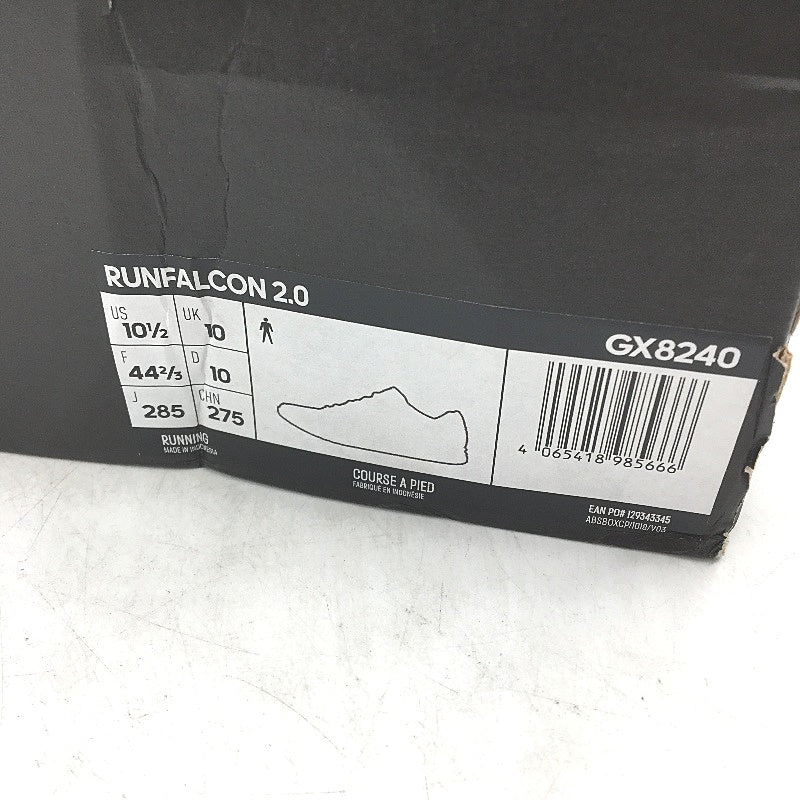 RUNFALCON 2.0
GX8240
US 10½ UK 10
F 44⅔ D 10
J 285 CHN 275
RUNNING
MADE IN INDONESIA
COURSE A PIED
FABRIQUÉ EN INDONÉSIE
4 065418 985666
EAN PO# 129343345
ABSBOXCP/1018/V03